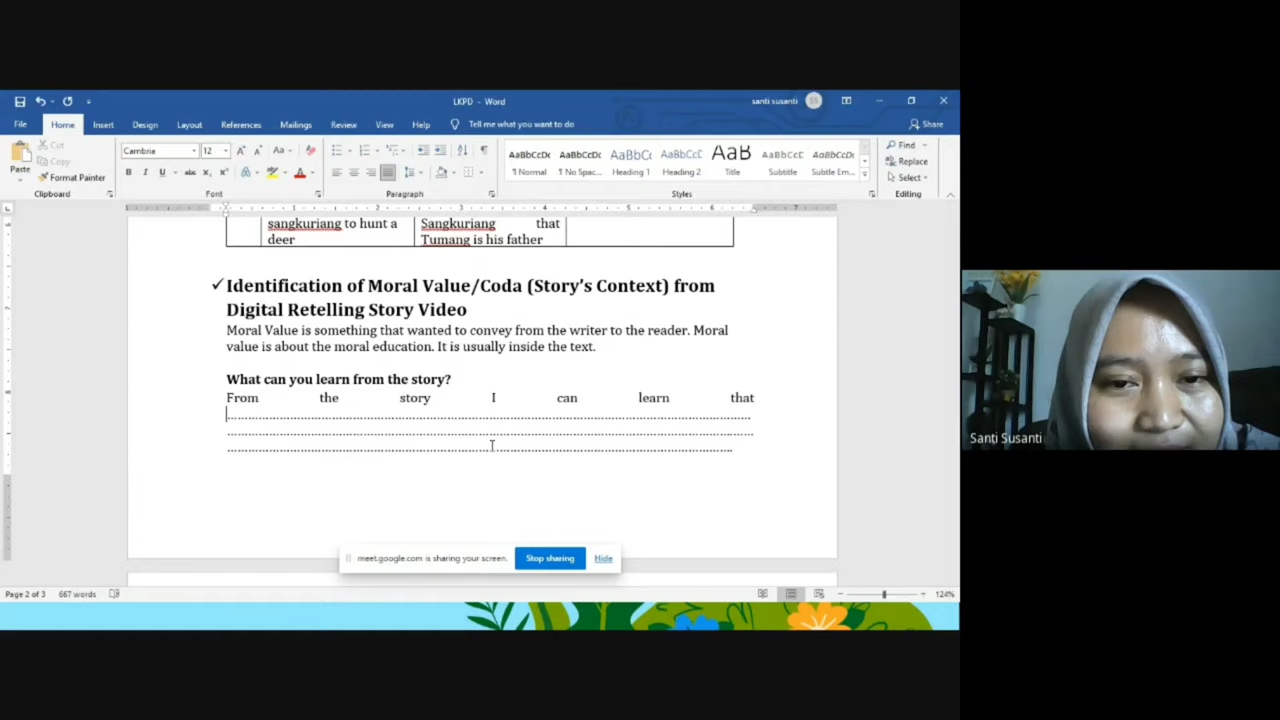 LKPD - Word
santi susanti
File Home Insert Design Layout References Mailings Review View Help Tell me what you want to do Share
Paste
Cut
Copy
Format Painter
Clipboard
Cambria 12
Font
Paragraph
AaBbCcDc ¶ Normal
AaBbCcDc ¶ No Spac...
AaBbC( Heading 1
AaBbCcC Heading 2
AaB Title
AaBbCcD Subtitle
AaBbCcDc Subtle Em...
Styles
Find
Replace
Select
Editing
sangkuriang to hunt a
deer
Sangkuriang that
Tumang is his father
✓Identification of Moral Value/Coda (Story's Context) from
Digital Retelling Story Video
Moral Value is something that wanted to convey from the writer to the reader. Moral
value is about the moral education. It is usually inside the text.
What can you learn from the story?
From the story I can learn that
meet.google.com is sharing your screen. Stop sharing Hide
Page 2 of 3 667 words 124%
Santi Susanti